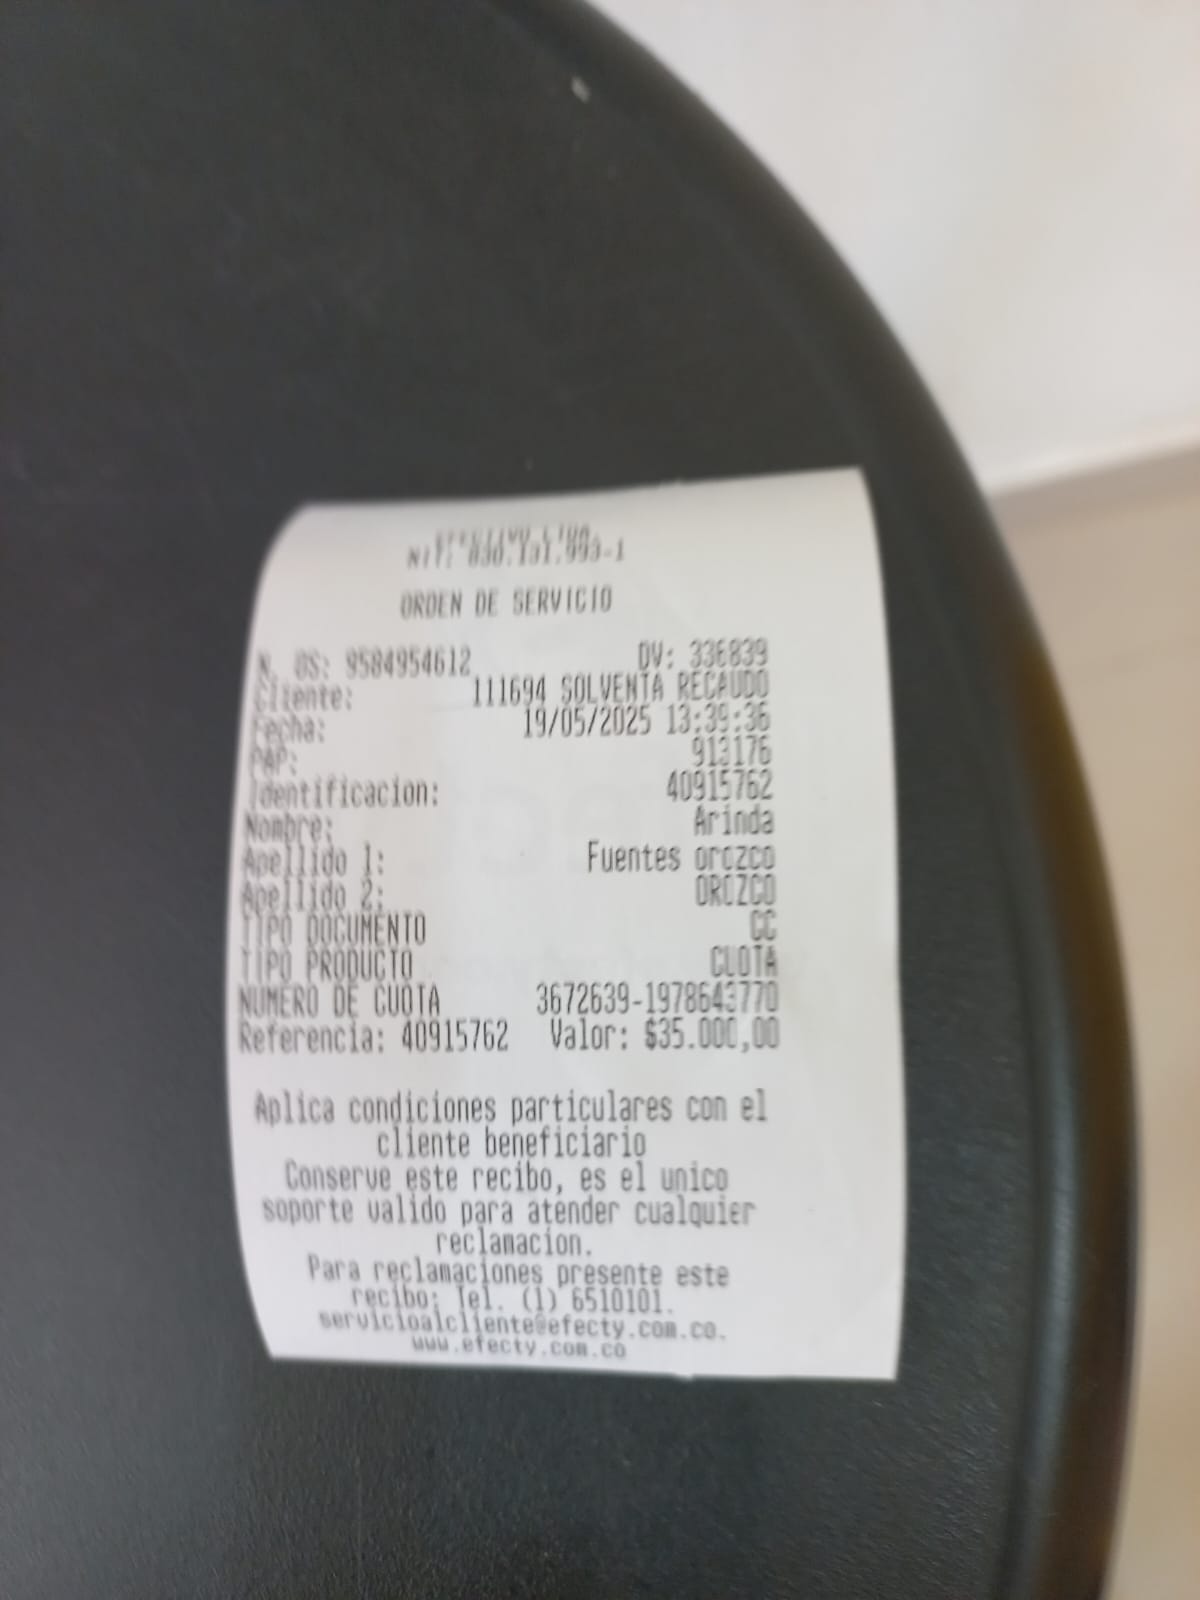 EFECTIVO LTDA.
NIT: 830.131.993-1
ORDEN DE SERVICIO
N. OS: 9584954612 DV: 336839
Cliente: 111694 SOLVENTA RECAUDO
Fecha: 19/05/2025 13:39:36
PAP: 913176
Identificacion: 40915762
Nombre: Arinda
Apellido 1: Fuentes orozco
Apellido 2: OROZCO
TIPO DOCUMENTO CC
TIPO PRODUCTO CUOTA
NUMERO DE CUOTA 3672639-1978643770
Referencia: 40915762 Valor: $35.000,00
Aplica condiciones particulares con el
cliente beneficiario
Conserve este recibo, es el unico
soporte valido para atender cualquier
reclamacion.
Para reclamaciones presente este
recibo: Tel. (1) 6510101.
servicioalcliente@efecty.com.co.
www.efecty.com.co